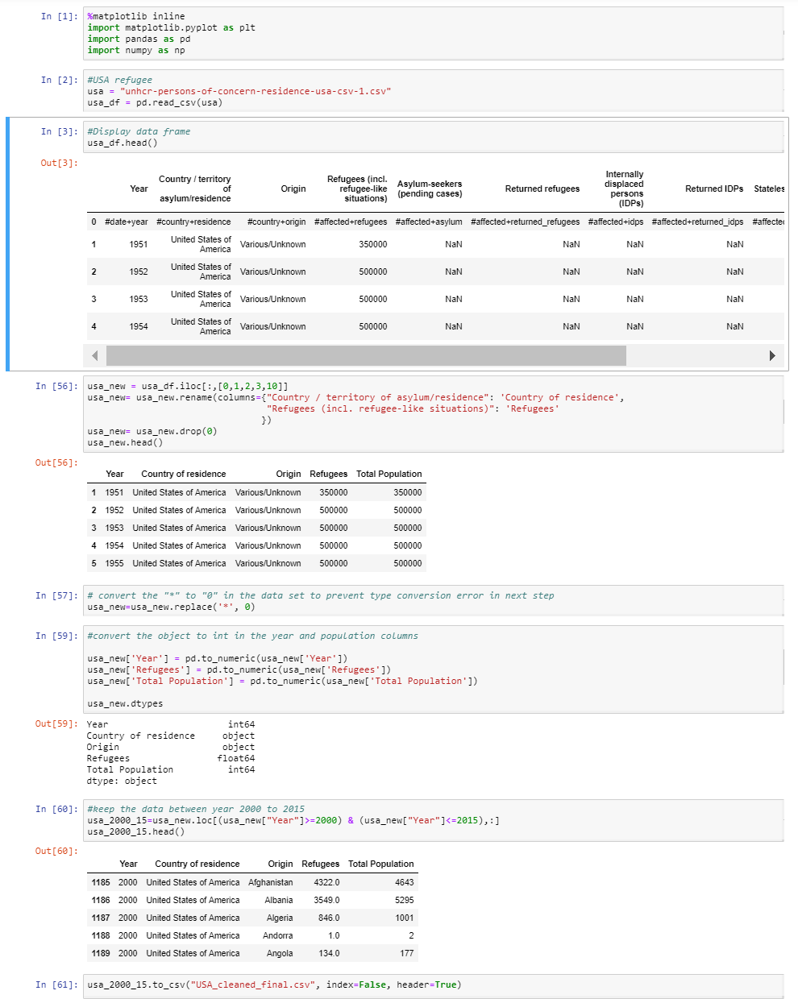 In [1]: %matplotlib inline
import matplotlib.pyplot as plt
import pandas as pd
import numpy as np
In [2]: #USA refugee
usa = "unhcr-persons-of-concern-residence-usa-csv-1.csv"
usa_df = pd.read_csv(usa)
In [3]: #Display data frame
usa_df.head()
Out[3]:
Year Country / territory of asylum/residence Origin Refugees (incl. refugee-like situations) Asylum-seekers (pending cases) Returned refugees Internally displaced persons (IDPs) Returned IDPs Stateles
0 #date+year #country+residence #country+origin #affected+refugees #affected+asylum #affected+returned_refugees #affected+idps #affected+returned_idps #affecte
1 1951 United States of America Various/Unknown 350000 NaN NaN NaN NaN
2 1952 United States of America Various/Unknown 500000 NaN NaN NaN NaN
3 1953 United States of America Various/Unknown 500000 NaN NaN NaN NaN
4 1954 United States of America Various/Unknown 500000 NaN NaN NaN NaN
In [56]: usa_new = usa_df.iloc[:,[0,1,2,3,10]]
usa_new= usa_new.rename(columns={"Country / territory of asylum/residence": 'Country of residence',
"Refugees (incl. refugee-like situations)": 'Refugees'
})
usa_new= usa_new.drop(0)
usa_new.head()
Out[56]:
Year Country of residence Origin Refugees Total Population
1 1951 United States of America Various/Unknown 350000 350000
2 1952 United States of America Various/Unknown 500000 500000
3 1953 United States of America Various/Unknown 500000 500000
4 1954 United States of America Various/Unknown 500000 500000
5 1955 United States of America Various/Unknown 500000 500000
In [57]: # convert the "*" to "0" in the data set to prevent type conversion error in next step
usa_new=usa_new.replace('*', 0)
In [59]: #convert the object to int in the year and population columns
usa_new['Year'] = pd.to_numeric(usa_new['Year'])
usa_new['Refugees'] = pd.to_numeric(usa_new['Refugees'])
usa_new['Total Population'] = pd.to_numeric(usa_new['Total Population'])
usa_new.dtypes
Out[59]: Year int64
Country of residence object
Origin object
Refugees float64
Total Population int64
dtype: object
In [60]: #keep the data between year 2000 to 2015
usa_2000_15=usa_new.loc[(usa_new["Year"]>=2000) & (usa_new["Year"]<=2015),:]
usa_2000_15.head()
Out[60]:
Year Country of residence Origin Refugees Total Population
1185 2000 United States of America Afghanistan 4322.0 4643
1186 2000 United States of America Albania 3549.0 5295
1187 2000 United States of America Algeria 846.0 1001
1188 2000 United States of America Andorra 1.0 2
1189 2000 United States of America Angola 134.0 177
In [61]: usa_2000_15.to_csv("USA_cleaned_final.csv", index=False, header=True)